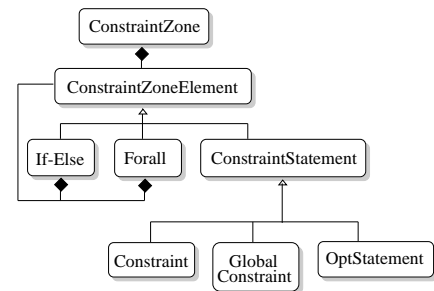 ConstraintZone
ConstraintZoneElement
If-Else
Forall
ConstraintStatement
Constraint
Global
Constraint
OptStatement